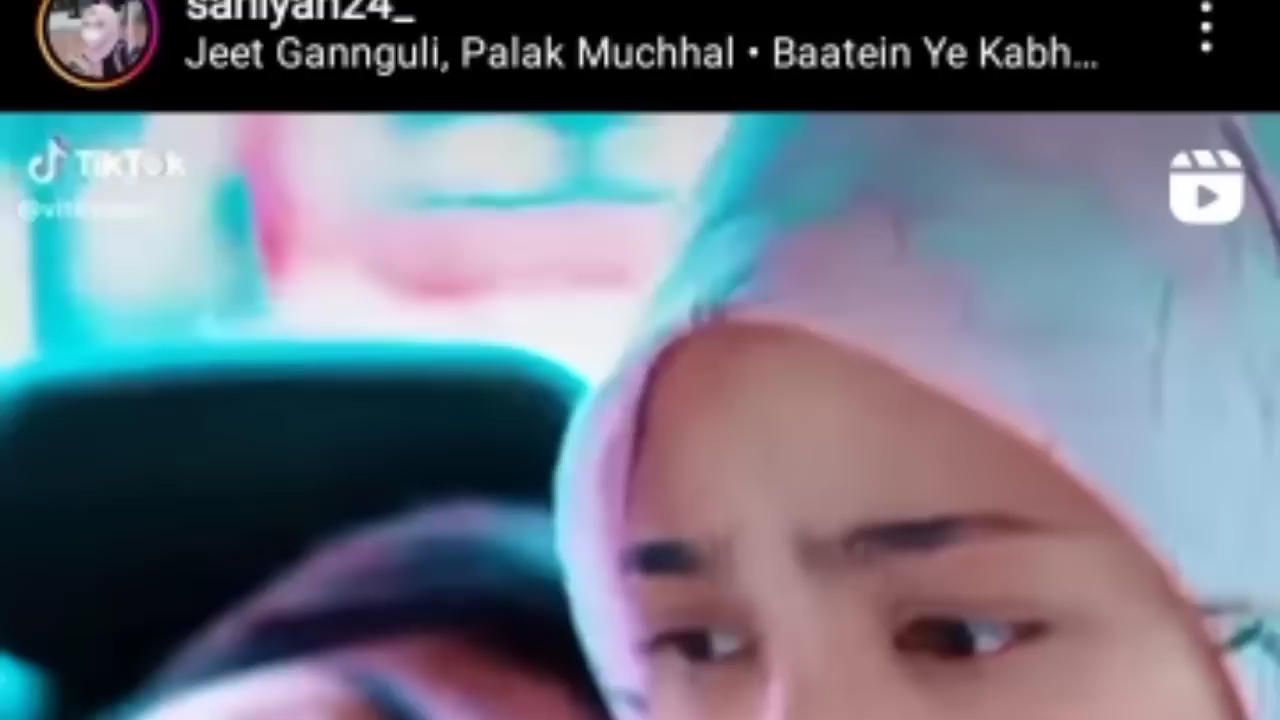 saniyah24_
Jeet Gannguli, Palak Muchhal • Baatein Ye Kabh...
TikTok